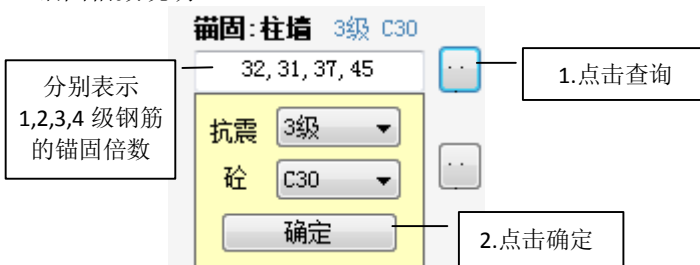 锚固:柱墙 3级 C30
32, 31, 37, 45
..
1.点击查询
分别表示
1,2,3,4 级钢筋
的锚固倍数
抗震 3级
砼 C30
..
确定
2.点击确定